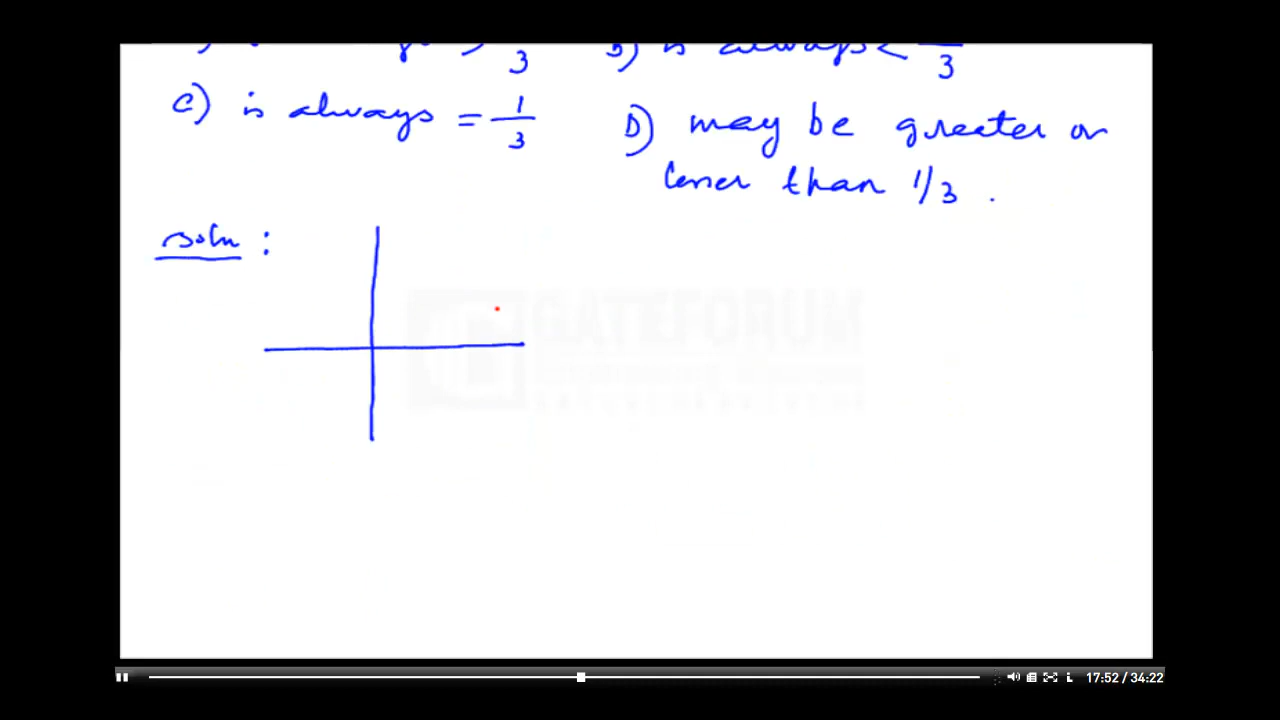 3 B) is always < 3
C) is always = 1/3 D) may be greater or
lesser than 1/3 .
soln :
GATEFORUM
17:52 / 34:22